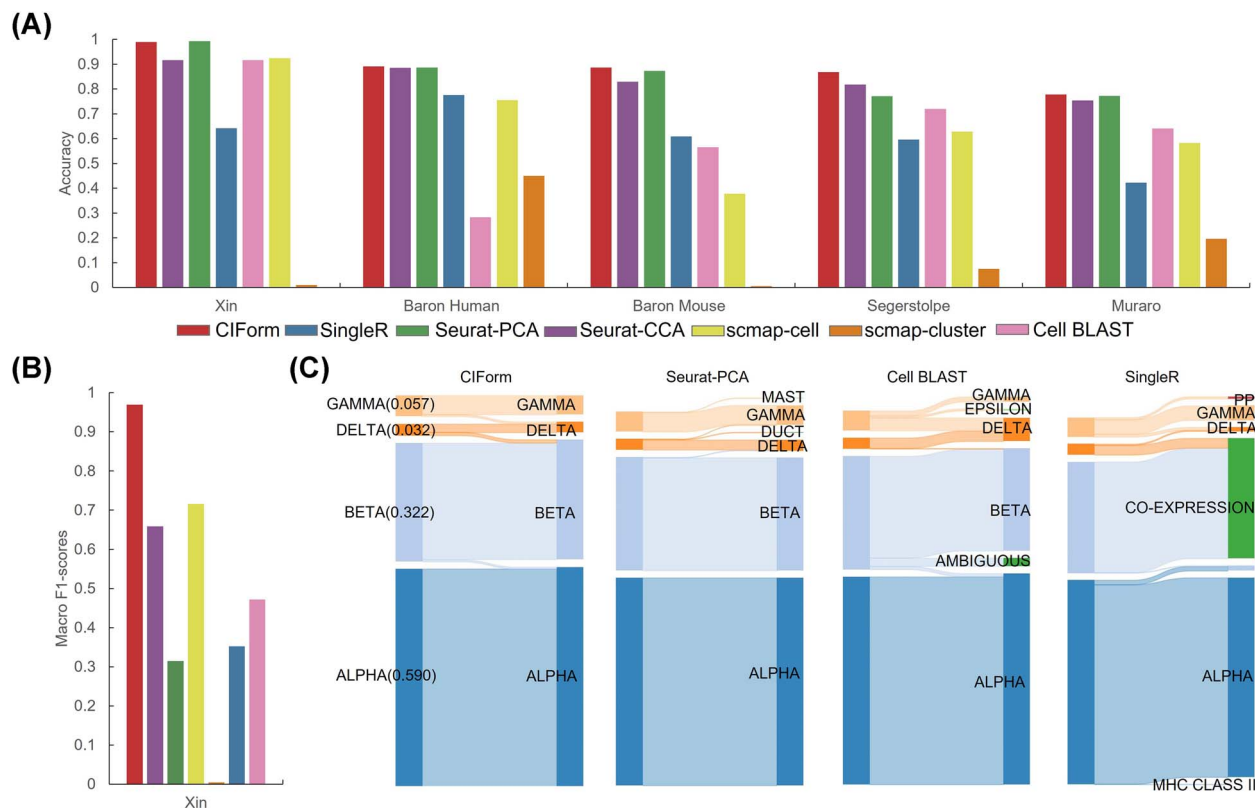 (A)
Accuracy
1
0.9
0.8
0.7
0.6
0.5
0.4
0.3
0.2
0.1
0
Xin Baron Human Baron Mouse Segerstolpe Muraro
CIForm SingleR Seurat-PCA Seurat-CCA scmap-cell scmap-cluster Cell BLAST
(B)
Macro F1-scores
1
0.9
0.8
0.7
0.6
0.5
0.4
0.3
0.2
0.1
0
Xin
(C)
CIForm
GAMMA(0.057) GAMMA
DELTA(0.032) DELTA
BETA(0.322) BETA
ALPHA(0.590) ALPHA
Seurat-PCA
MAST
GAMMA
DUCT
DELTA
BETA
ALPHA
Cell BLAST
GAMMA
EPSILON
DELTA
BETA
AMBIGUOUS
ALPHA
SingleR
PP
GAMMA
DELTA
CO-EXPRESSION
ALPHA
MHC CLASS II